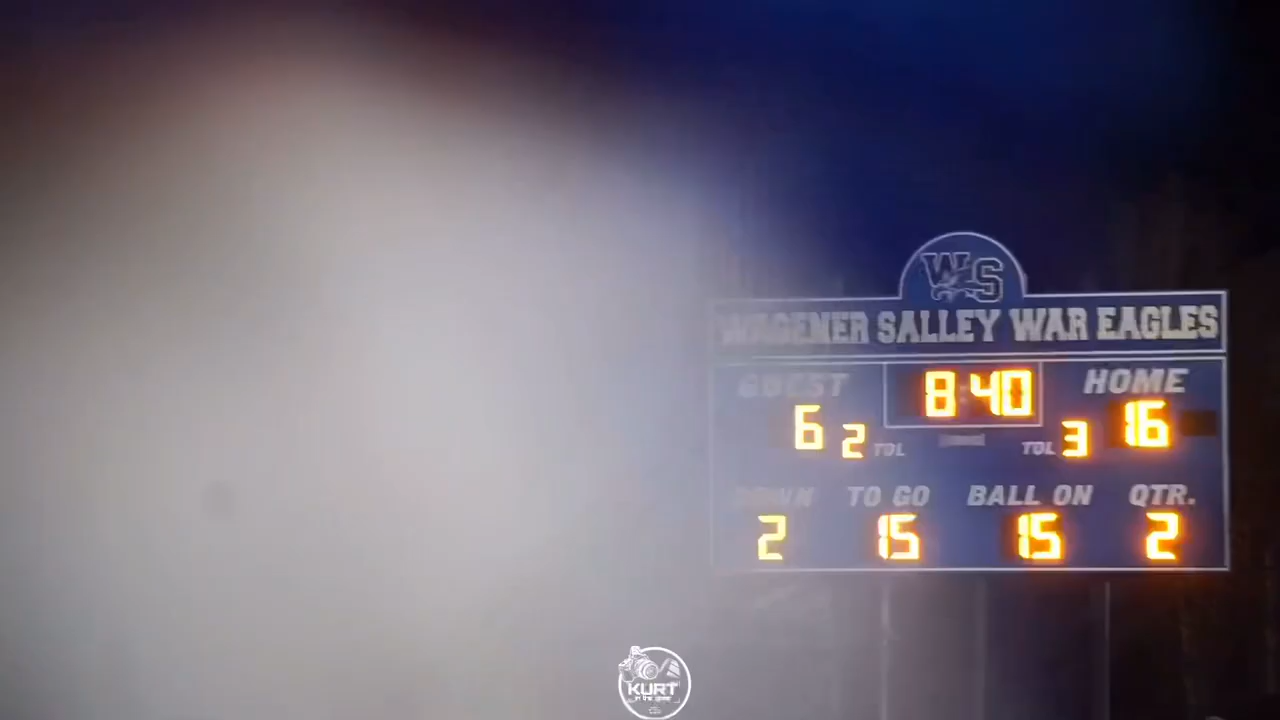 WS
WAGENER SALLEY WAR EAGLES
GUEST 8:40 HOME
6 2 TOL TOL 3 16
DOWN TO GO BALL ON QTR.
2 15 15 2
KURT